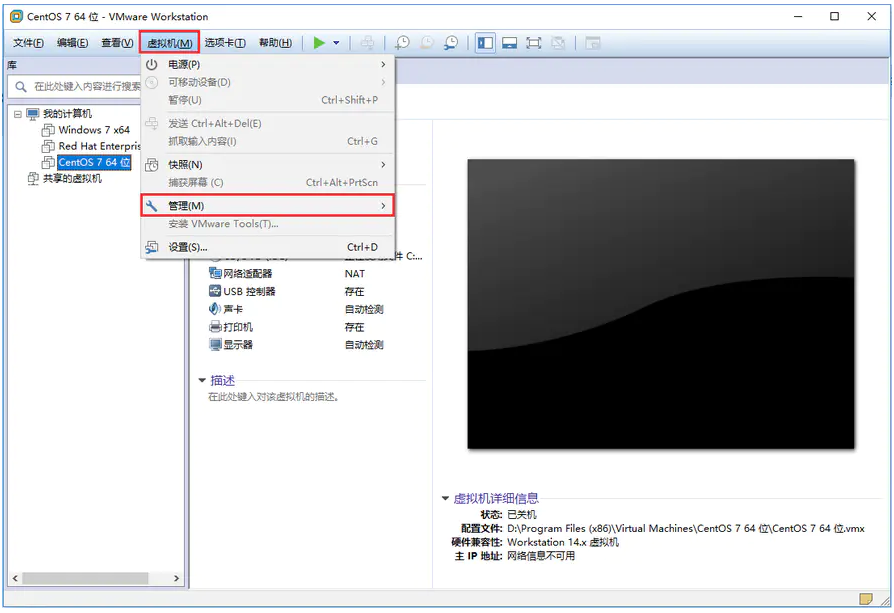 CentOS 7 64 位 - VMware Workstation
文件(F) 编辑(E) 查看(V) 虚拟机(M) 选项卡(T) 帮助(H)
库
在此处键入内容进行搜索
我的计算机
Windows 7 x64
Red Hat Enterpris
CentOS 7 64 位
共享的虚拟机
电源(P)
可移动设备(D)
暂停(U) Ctrl+Shift+P
发送 Ctrl+Alt+Del(E)
抓取输入内容(I) Ctrl+G
快照(N)
捕获屏幕 (C) Ctrl+Alt+PrtScn
管理(M)
安装 VMware Tools(T)...
设置(S)... Ctrl+D
文件 C:...
网络适配器 NAT
USB 控制器 存在
声卡 自动检测
打印机 存在
显示器 自动检测
描述
在此处键入对该虚拟机的描述。
虚拟机详细信息
状态: 已关机
配置文件: D:\Program Files (x86)\Virtual Machines\CentOS 7 64 位\CentOS 7 64 位.vmx
硬件兼容性: Workstation 14.x 虚拟机
主 IP 地址: 网络信息不可用